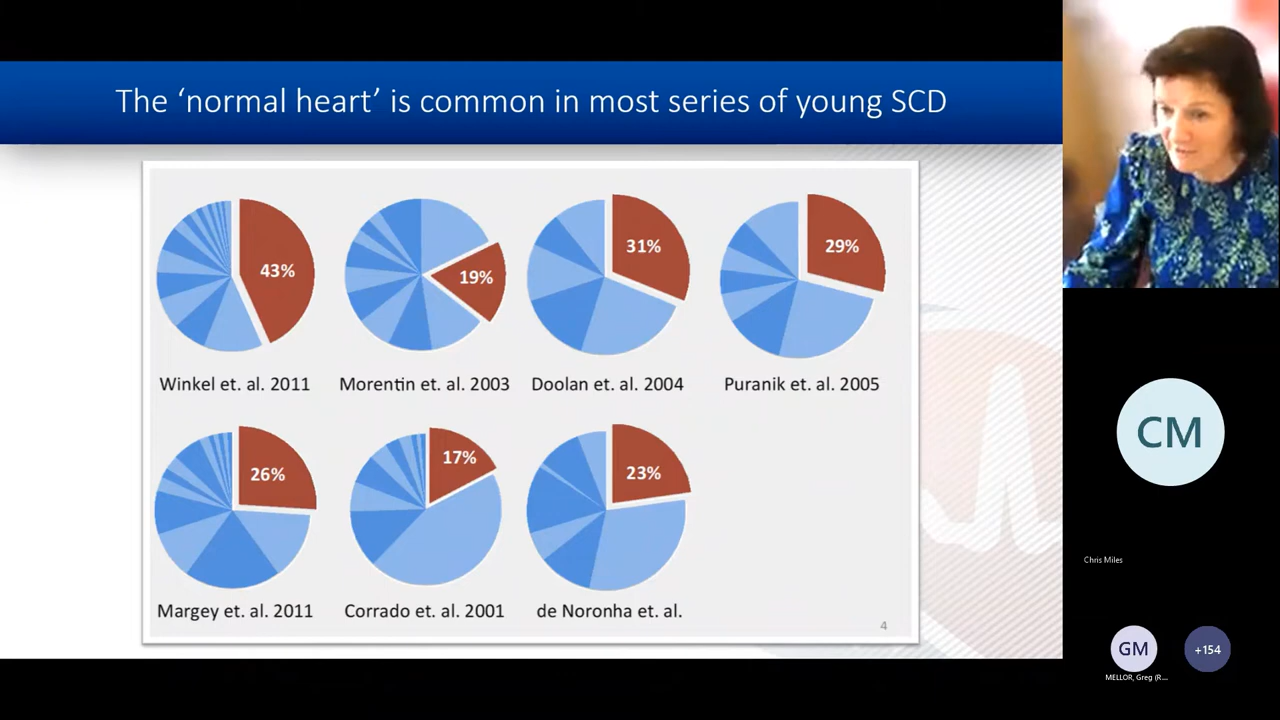 The ‘normal heart’ is common in most series of young SCD
43%
19%
31%
29%
Winkel et. al. 2011
Morentin et. al. 2003
Doolan et. al. 2004
Puranik et. al. 2005
26%
17%
23%
Margey et. al. 2011
Corrado et. al. 2001
de Noronha et. al.
4
CM
Chris Miles
GM
+154
MELLOR, Greg (R...